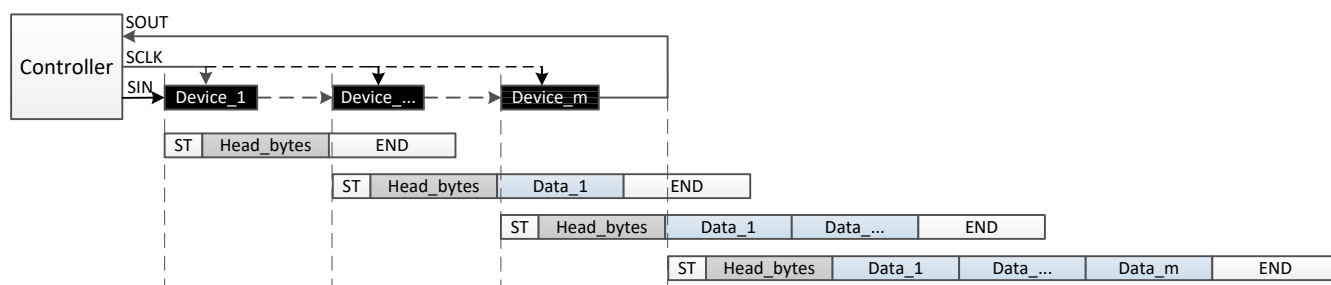 SOUT
SCLK
Controller
SIN
Device_1 Device_... Device_m
ST Head_bytes END
ST Head_bytes Data_1 END
ST Head_bytes Data_1 Data_... END
ST Head_bytes Data_1 Data_... Data_m END